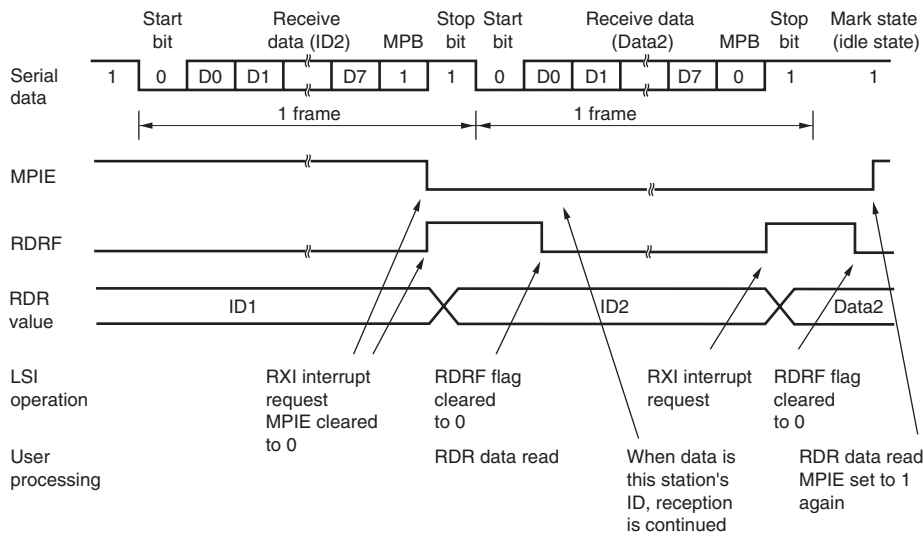 Start bit
Receive data (ID2)
MPB
Stop bit
Start bit
Receive data (Data2)
MPB
Stop bit
Mark state (idle state)
Serial data
1 0 D0 D1 D7 1 1 0 D0 D1 D7 0 1 1
1 frame
1 frame
MPIE
RDRF
RDR value
ID1
ID2
Data2
LSI operation
RXI interrupt
request
MPIE cleared
to 0
RDRF flag
cleared
to 0
RXI interrupt
request
RDRF flag
cleared
to 0
User processing
RDR data read
When data is
this station's
ID, reception
is continued
RDR data read
MPIE set to 1
again